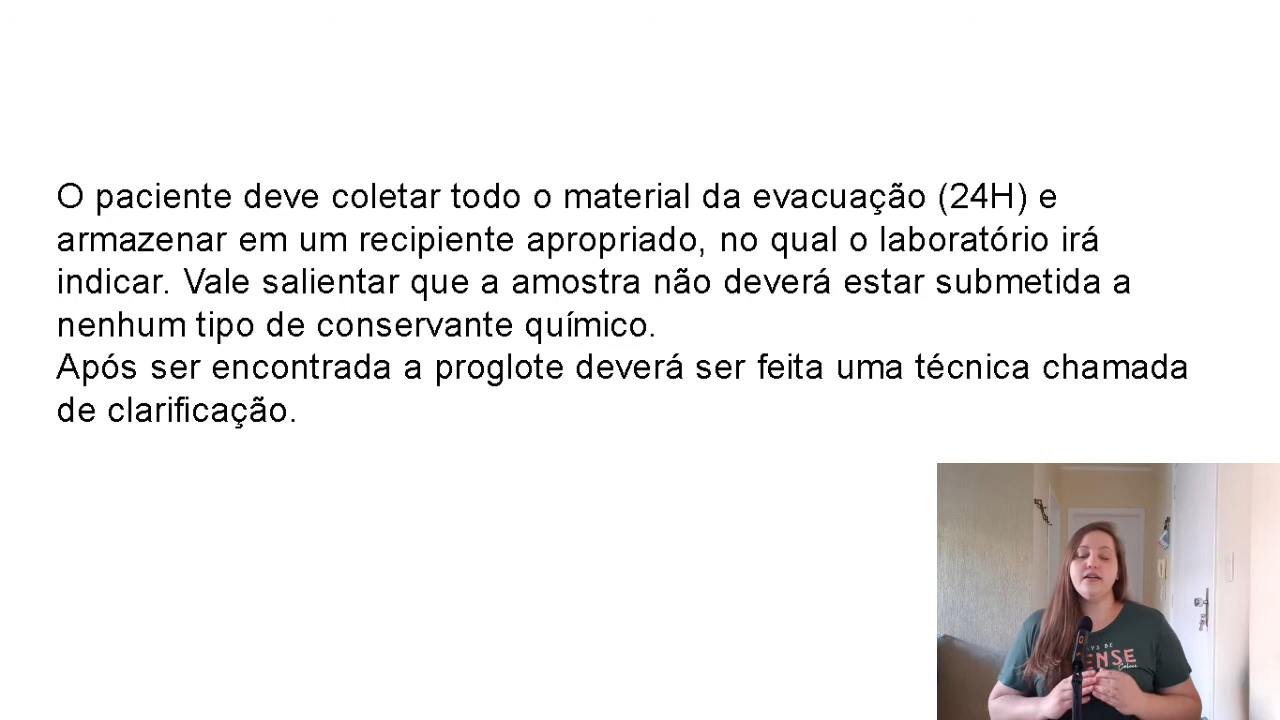 O paciente deve coletar todo o material da evacuação (24H) e
armazenar em um recipiente apropriado, no qual o laboratório irá
indicar. Vale salientar que a amostra não deverá estar submetida a
nenhum tipo de conservante químico.
Após ser encontrada a proglote deverá ser feita uma técnica chamada
de clarificação.